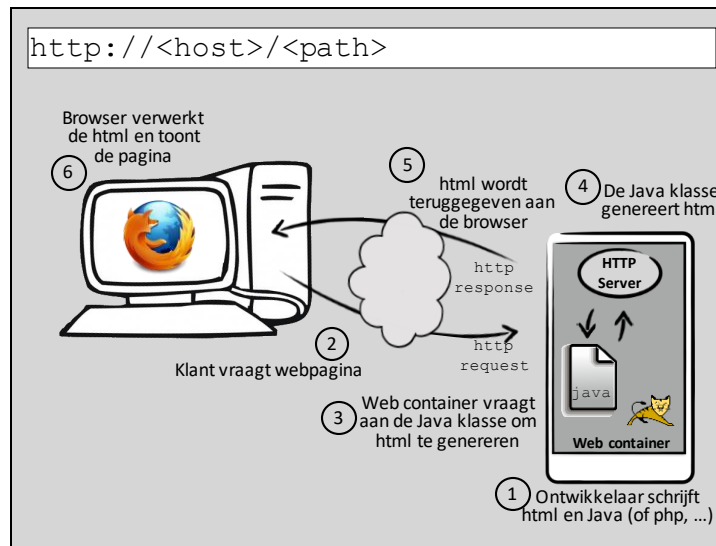 http://<host>/<path>
Browser verwerkt
de html en toont
de pagina
6
5
html wordt
teruggegeven aan
de browser
4
De Java klasse
genereert htm
http
response
HTTP
Server
2
Klant vraagt webpagina
http
request
java
3
Web container vraagt
aan de Java klasse om
html te genereren
Web container
1
Ontwikkelaar schrijft
html en Java (of php, ...)